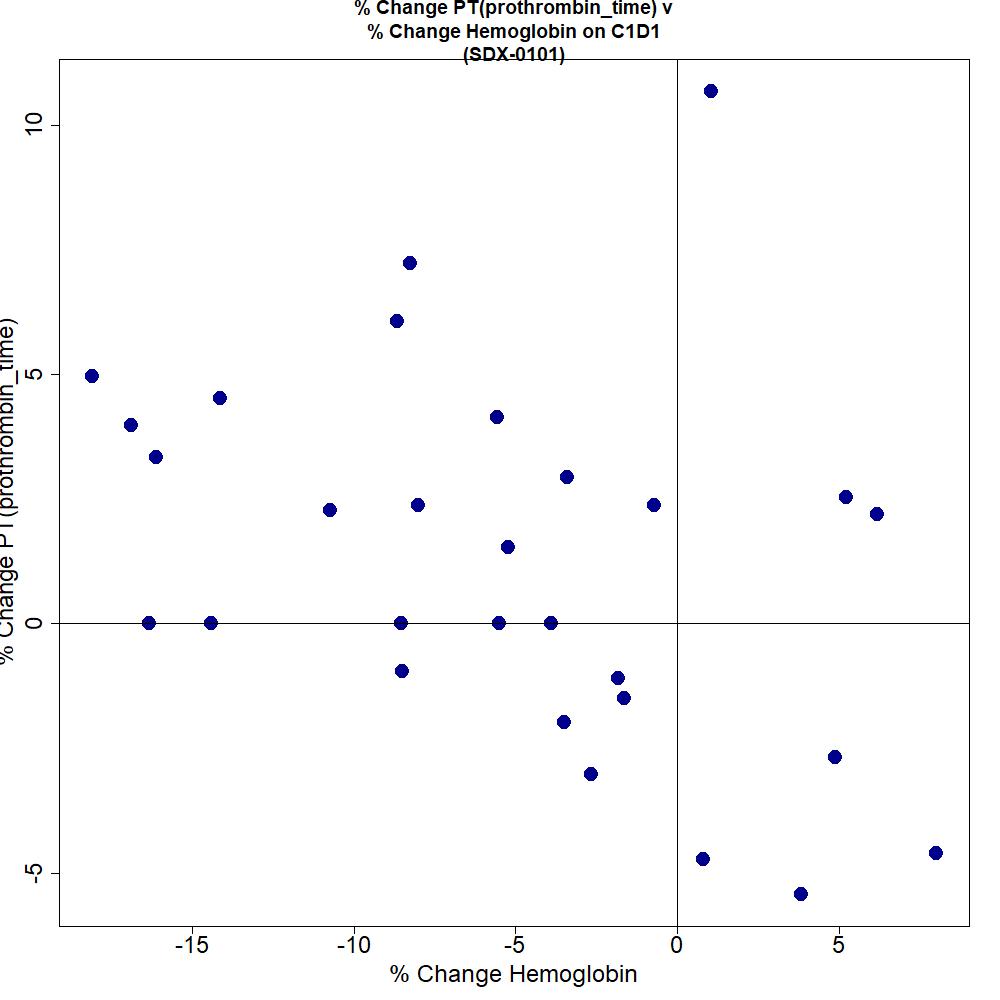 % Change PT(prothrombin_time) v
% Change Hemoglobin on C1D1
(SDX-0101)
% Change PT(prothrombin_time)
10
5
0
-5
-15
-10
-5
0
5
% Change Hemoglobin